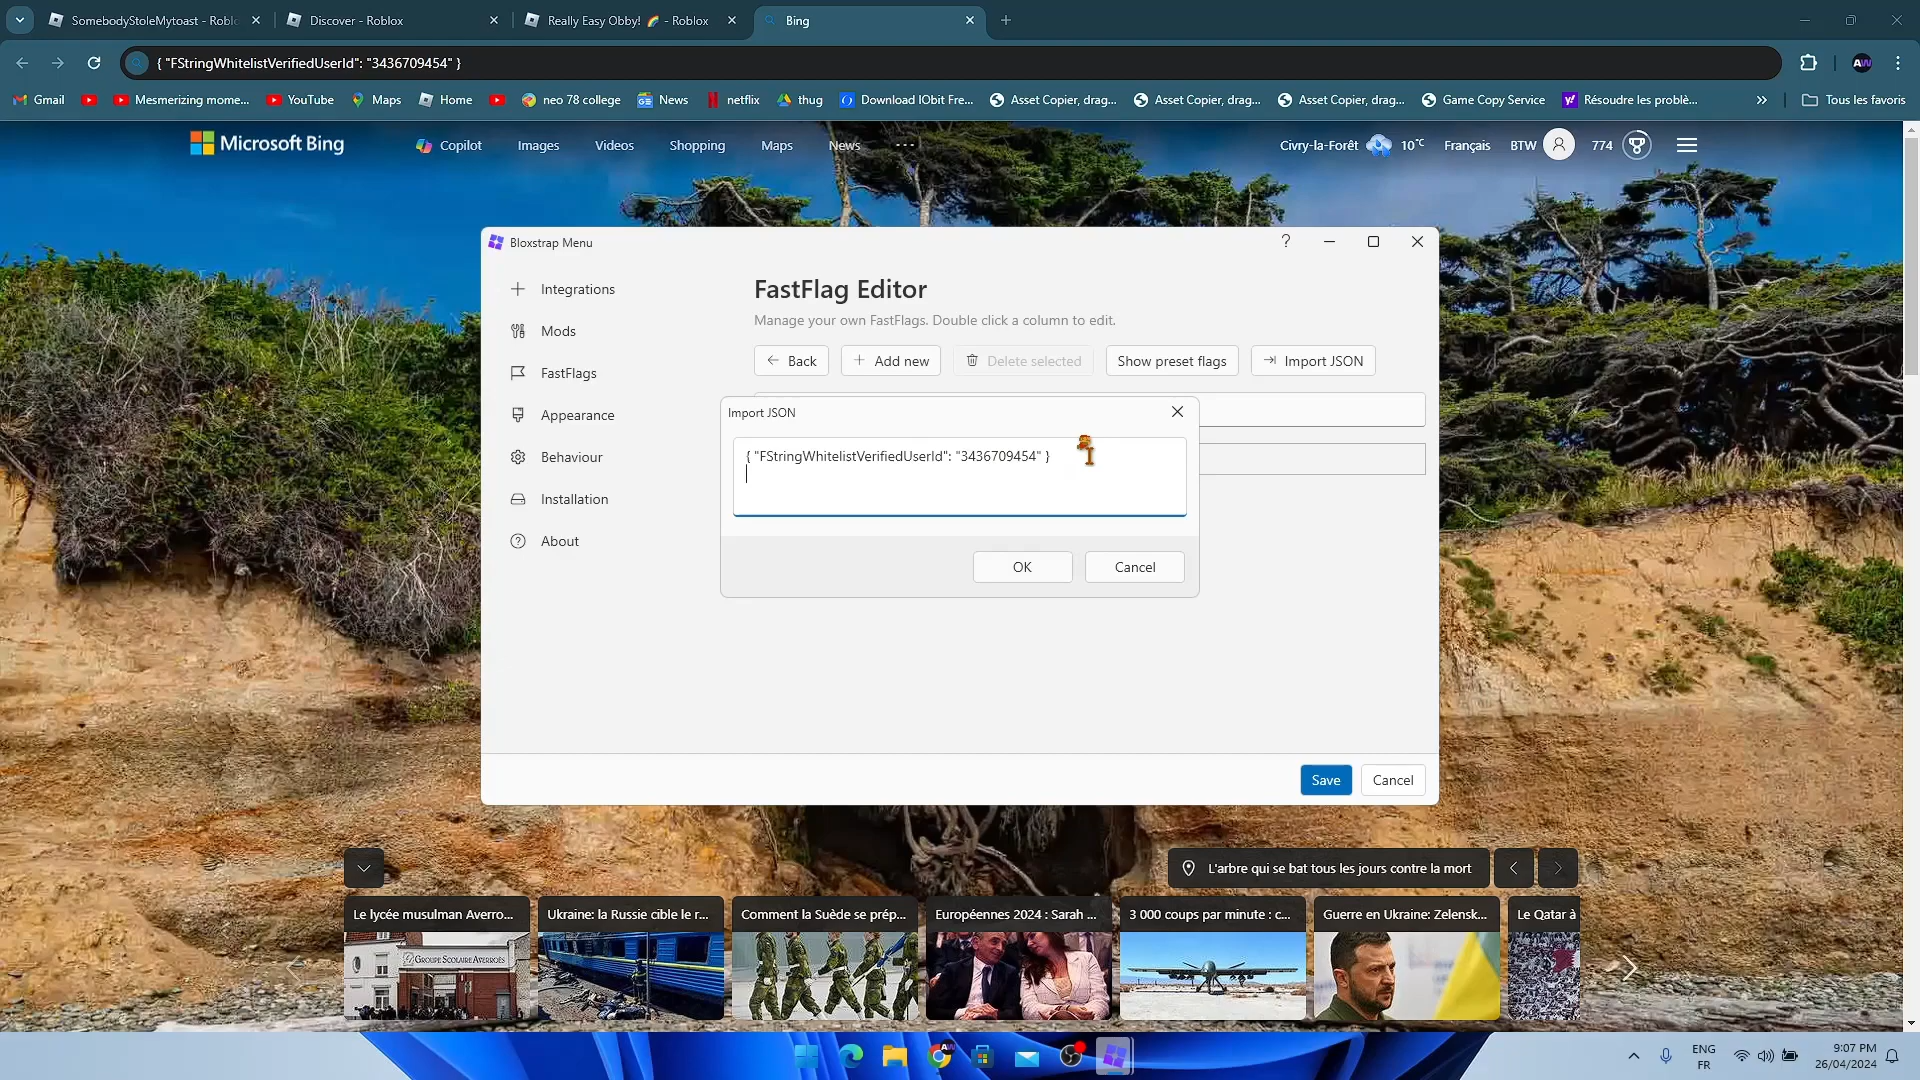 SomebodyStoleMytoast - Roblo
Discover - Roblox
Really Easy Obby! 🌈 - Roblox
Bing
{ "FStringWhitelistVerifiedUserId": "3436709454" }
AW
Gmail
Mesmerizing mome...
YouTube
Maps
Home
neo 78 college
News
netflix
thug
Download IObit Fre...
Asset Copier, drag...
Asset Copier, drag...
Asset Copier, drag...
Game Copy Service
Résoudre les problè...
Tous les favoris
Microsoft Bing
Copilot
Images
Videos
Shopping
Maps
News
Civry-la-Forêt
10°C
Français
BTW
774
Bloxstrap Menu
Integrations
Mods
FastFlags
Appearance
Behaviour
Installation
About
FastFlag Editor
Manage your own FastFlags. Double click a column to edit.
Back
Add new
Delete selected
Show preset flags
Import JSON
Import JSON
{ "FStringWhitelistVerifiedUserId": "3436709454" }
OK
Cancel
Save
Cancel
L'arbre qui se bat tous les jours contre la mort
Le lycée musulman Averro...
Ukraine: la Russie cible le r...
Comment la Suède se prép...
Européennes 2024 : Sarah ...
3 000 coups par minute : c...
Guerre en Ukraine: Zelensk...
Le Qatar à
GROUPE SCOLAIRE AVERROÈS
AW
ENG
FR
9:07 PM
26/04/2024